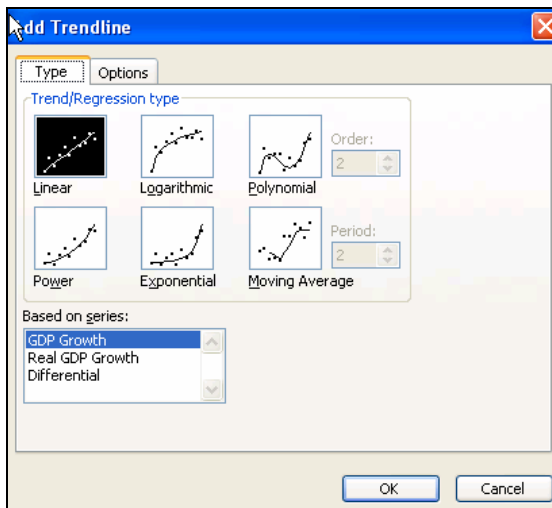 Add Trendline
Type Options
Trend/Regression type
Linear Logarithmic Polynomial Order: 2
Power Exponential Moving Average Period: 2
Based on series:
GDP Growth
Real GDP Growth
Differential
OK Cancel